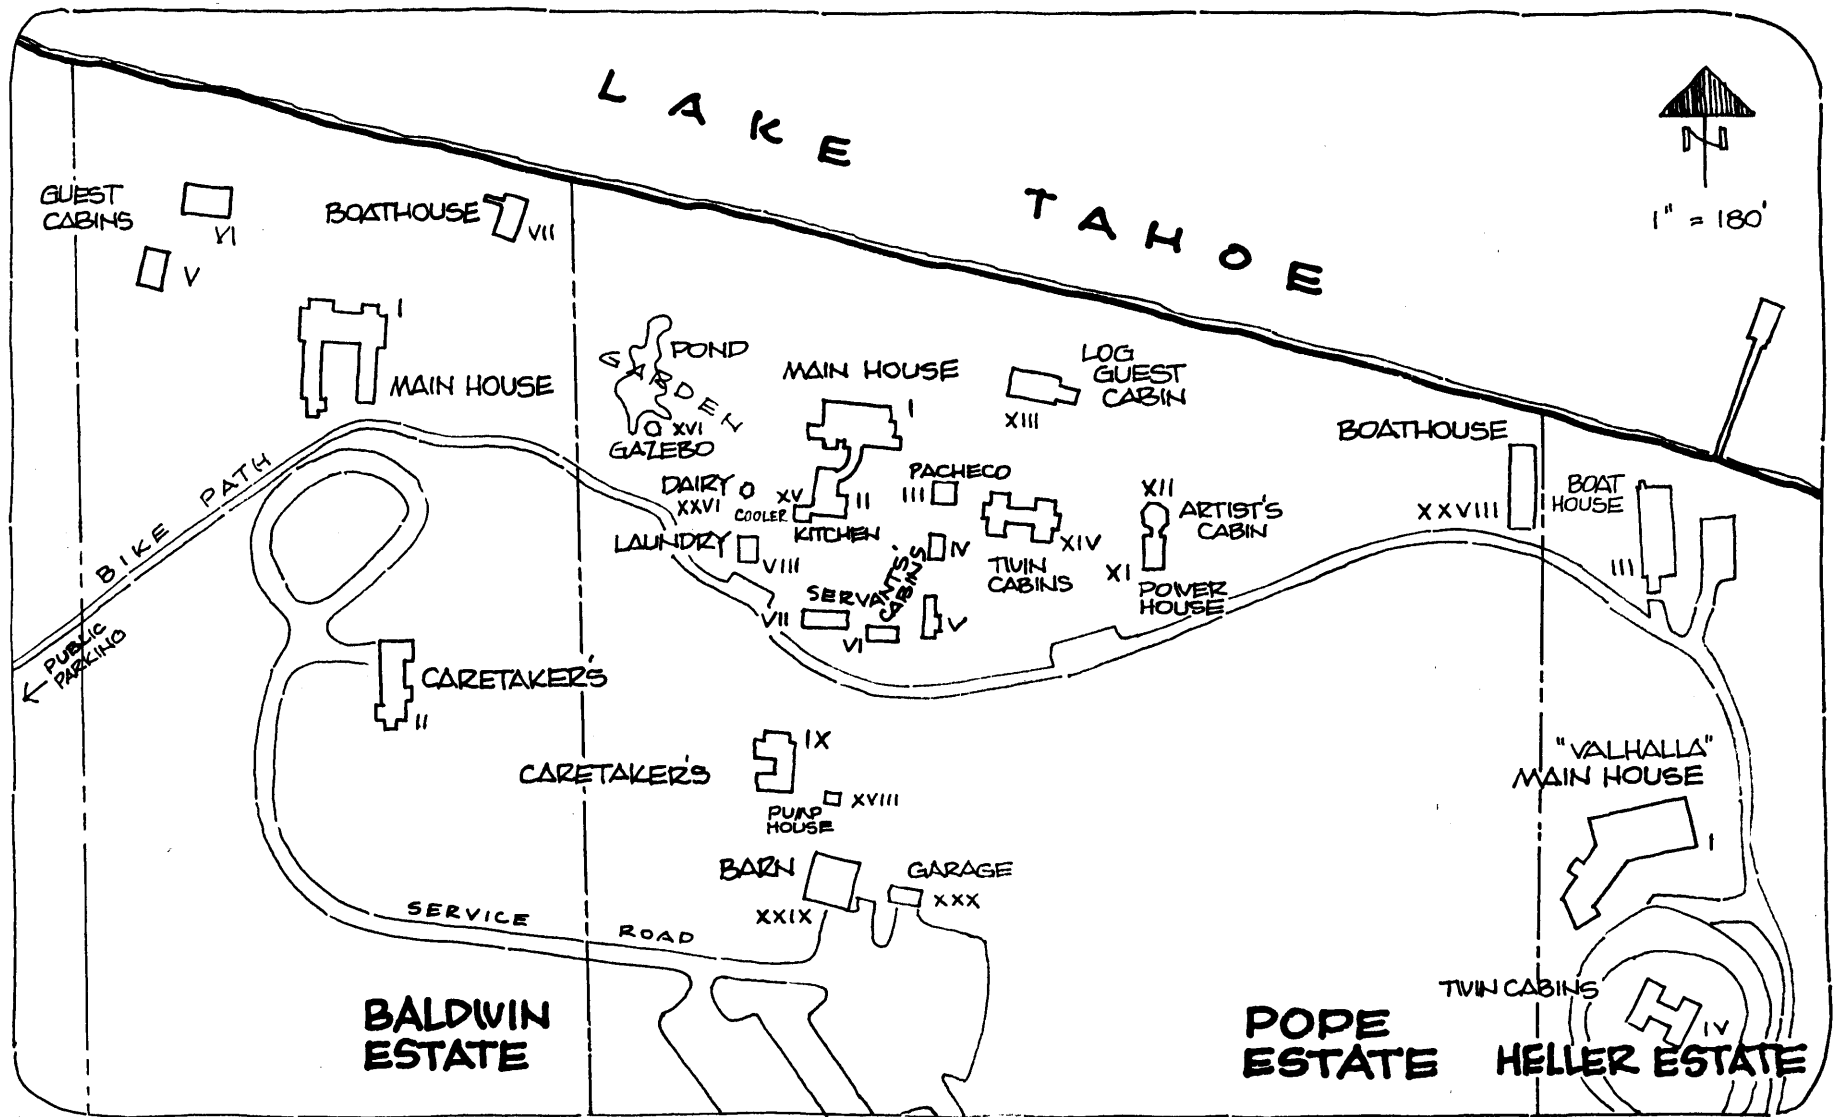 LAKE TAHOE
N
1" = 180'
GUEST
CABINS
VI
V
BOATHOUSE
VII
I
MAIN HOUSE
BIKE PATH
PUBLIC
PARKING
CARETAKER'S
II
SERVICE ROAD
BALDWIN
ESTATE
POND
GARDEN
XVI
GAZEBO
MAIN HOUSE
I
LOG
GUEST
CABIN
XIII
DAIRY
XXVI
XV
COOLER
II
KITCHEN
PACHECO
III
LAUNDRY
VIII
IV
SERVANTS'
CABINS
VII
VI
V
XIV
TWIN
CABINS
XII
ARTIST'S
CABIN
XI
POWER
HOUSE
BOATHOUSE
XXVIII
CARETAKER'S
IX
XVIII
PUMP
HOUSE
BARN
XXIX
GARAGE
XXX
POPE
ESTATE
BOAT
HOUSE
III
"VALHALLA"
MAIN HOUSE
I
TWIN CABINS
IV
HELLER ESTATE